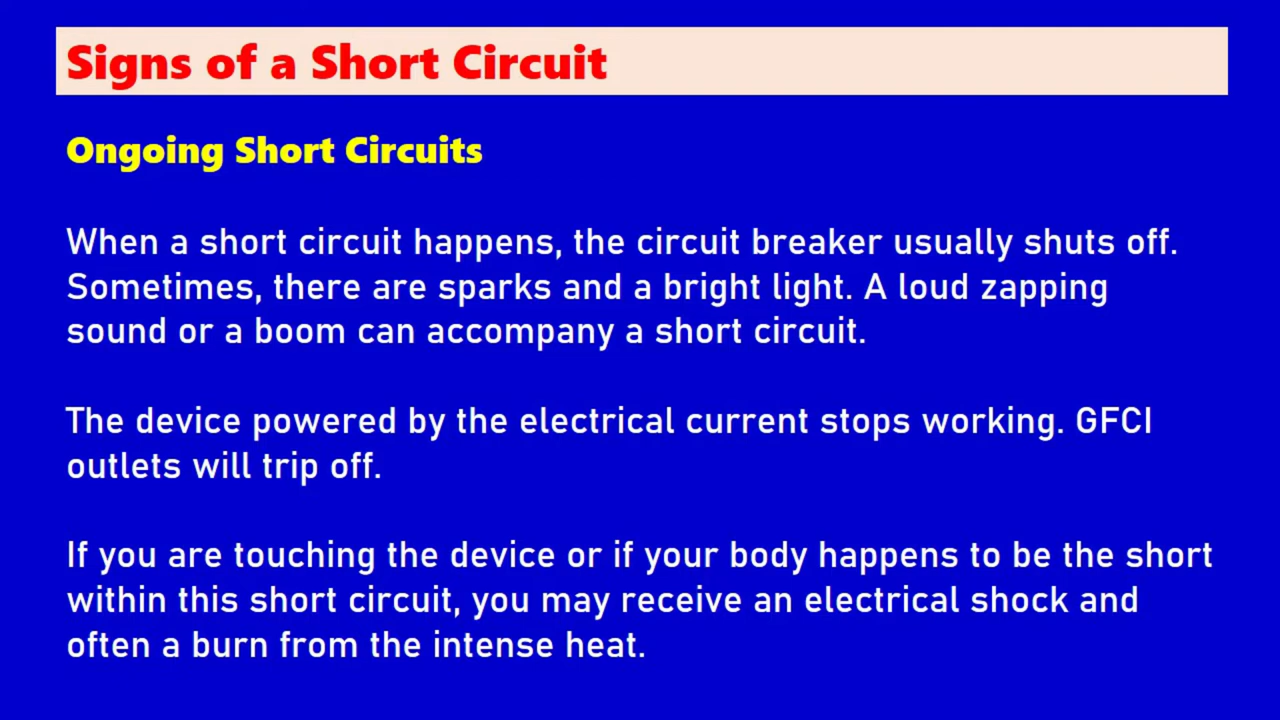 Signs of a Short Circuit
Ongoing Short Circuits
When a short circuit happens, the circuit breaker usually shuts off.
Sometimes, there are sparks and a bright light. A loud zapping
sound or a boom can accompany a short circuit.
The device powered by the electrical current stops working. GFCI
outlets will trip off.
If you are touching the device or if your body happens to be the short
within this short circuit, you may receive an electrical shock and
often a burn from the intense heat.